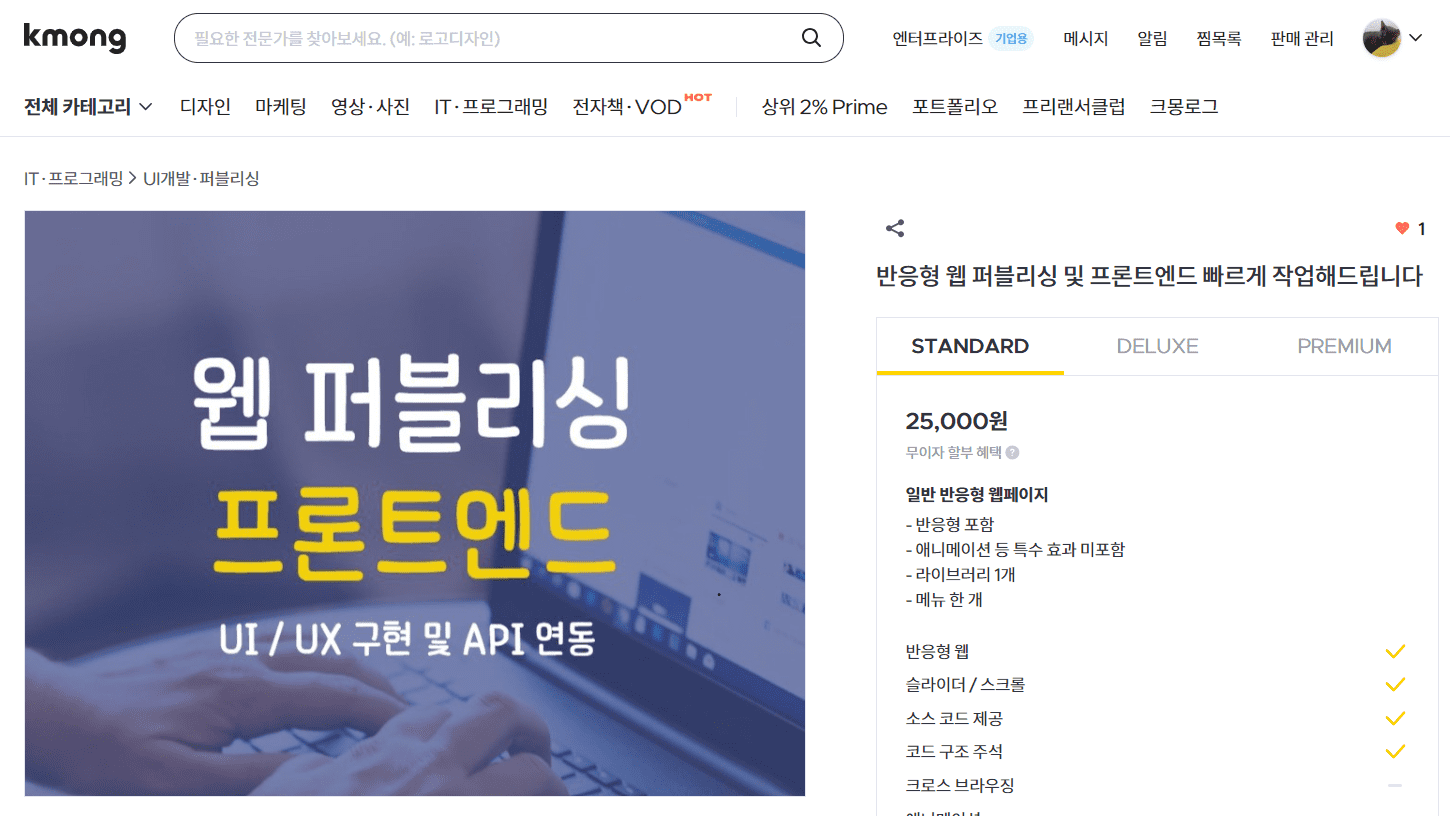 kmong
필요한 전문가를 찾아보세요. (예: 로고디자인)
엔터프라이즈 기업용 메시지 알림 찜목록 판매 관리
전체 카테고리 디자인 마케팅 영상·사진 IT·프로그래밍 전자책·VOD HOT 상위 2% Prime 포트폴리오 프리랜서클럽 크몽로그
IT·프로그래밍 > UI개발·퍼블리싱
웹 퍼블리싱
프론트엔드
UI / UX 구현 및 API 연동
1
반응형 웹 퍼블리싱 및 프론트엔드 빠르게 작업해드립니다
STANDARD DELUXE PREMIUM
25,000원
무이자 할부 혜택 ?
일반 반응형 웹페이지
- 반응형 포함
- 애니메이션 등 특수 효과 미포함
- 라이브러리 1개
- 메뉴 한 개
반응형 웹
슬라이더 / 스크롤
소스 코드 제공
코드 구조 주석
크로스 브라우징